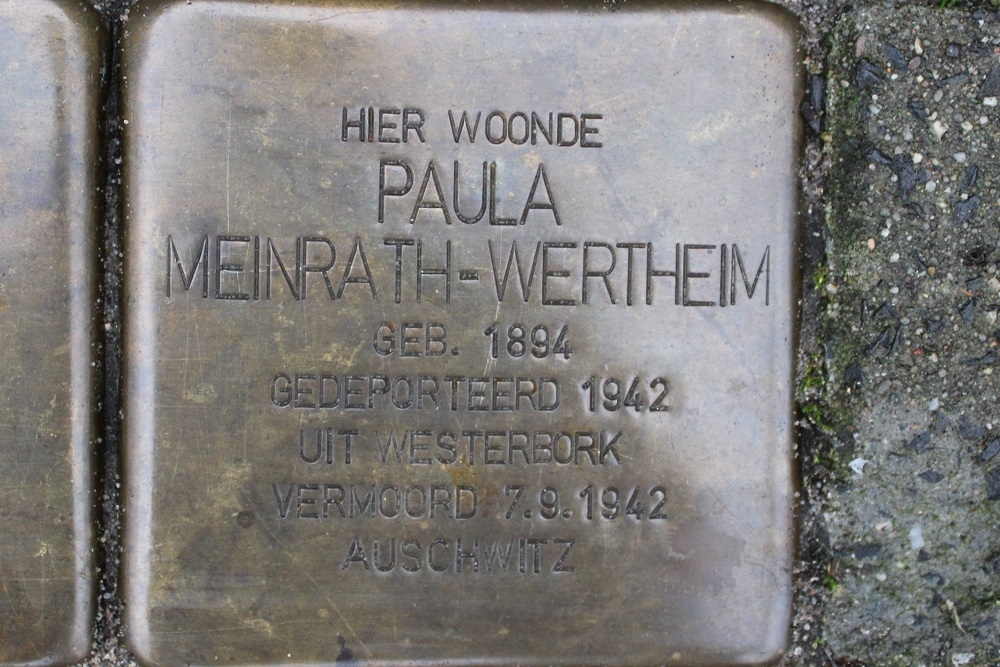 HIER WOONDE
PAULA
MEINRATH-WERTHEIM
GEB. 1894
GEDEPORTEERD 1942
UIT WESTERBORK
VERMOORD 7.9.1942
AUSCHWITZ